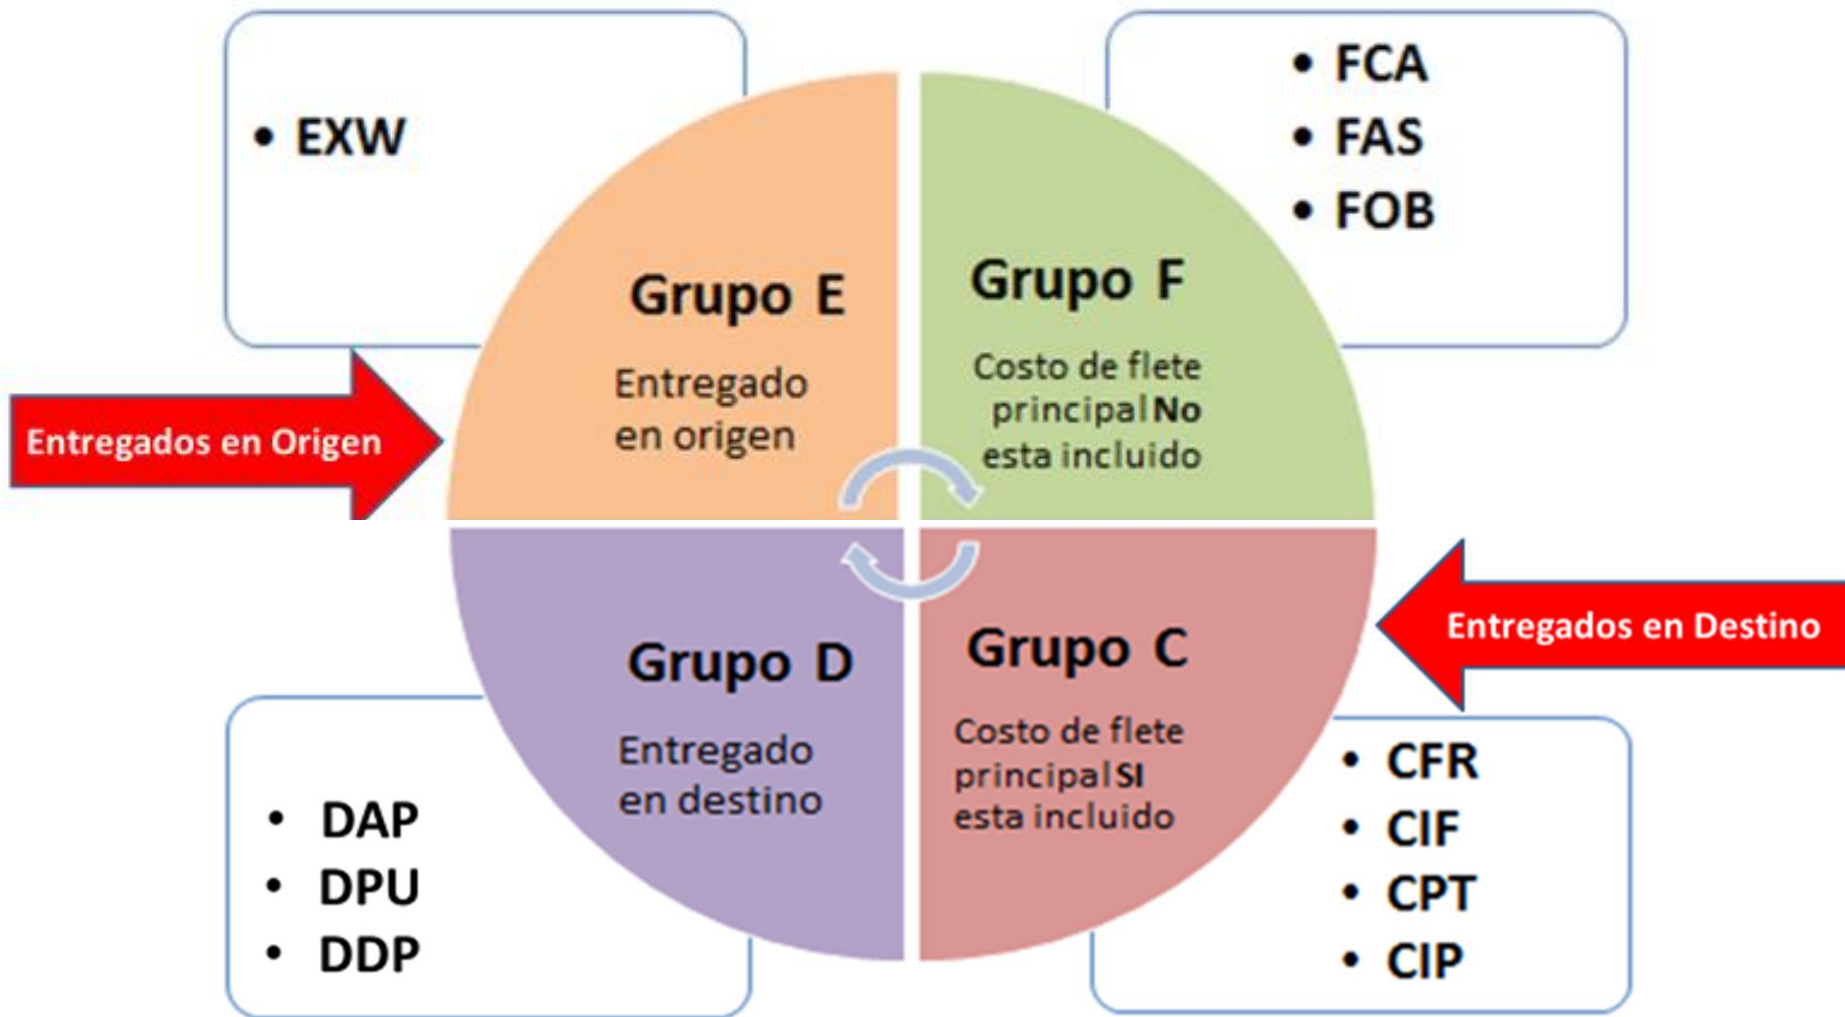 • EXW
Grupo E
Entregado
en origen
Entregados en Origen
• FCA
• FAS
• FOB
Grupo F
Costo de flete
principal No
esta incluido
Grupo D
Entregado
en destino
• DAP
• DPU
• DDP
Grupo C
Costo de flete
principal SI
esta incluido
Entregados en Destino
• CFR
• CIF
• CPT
• CIP